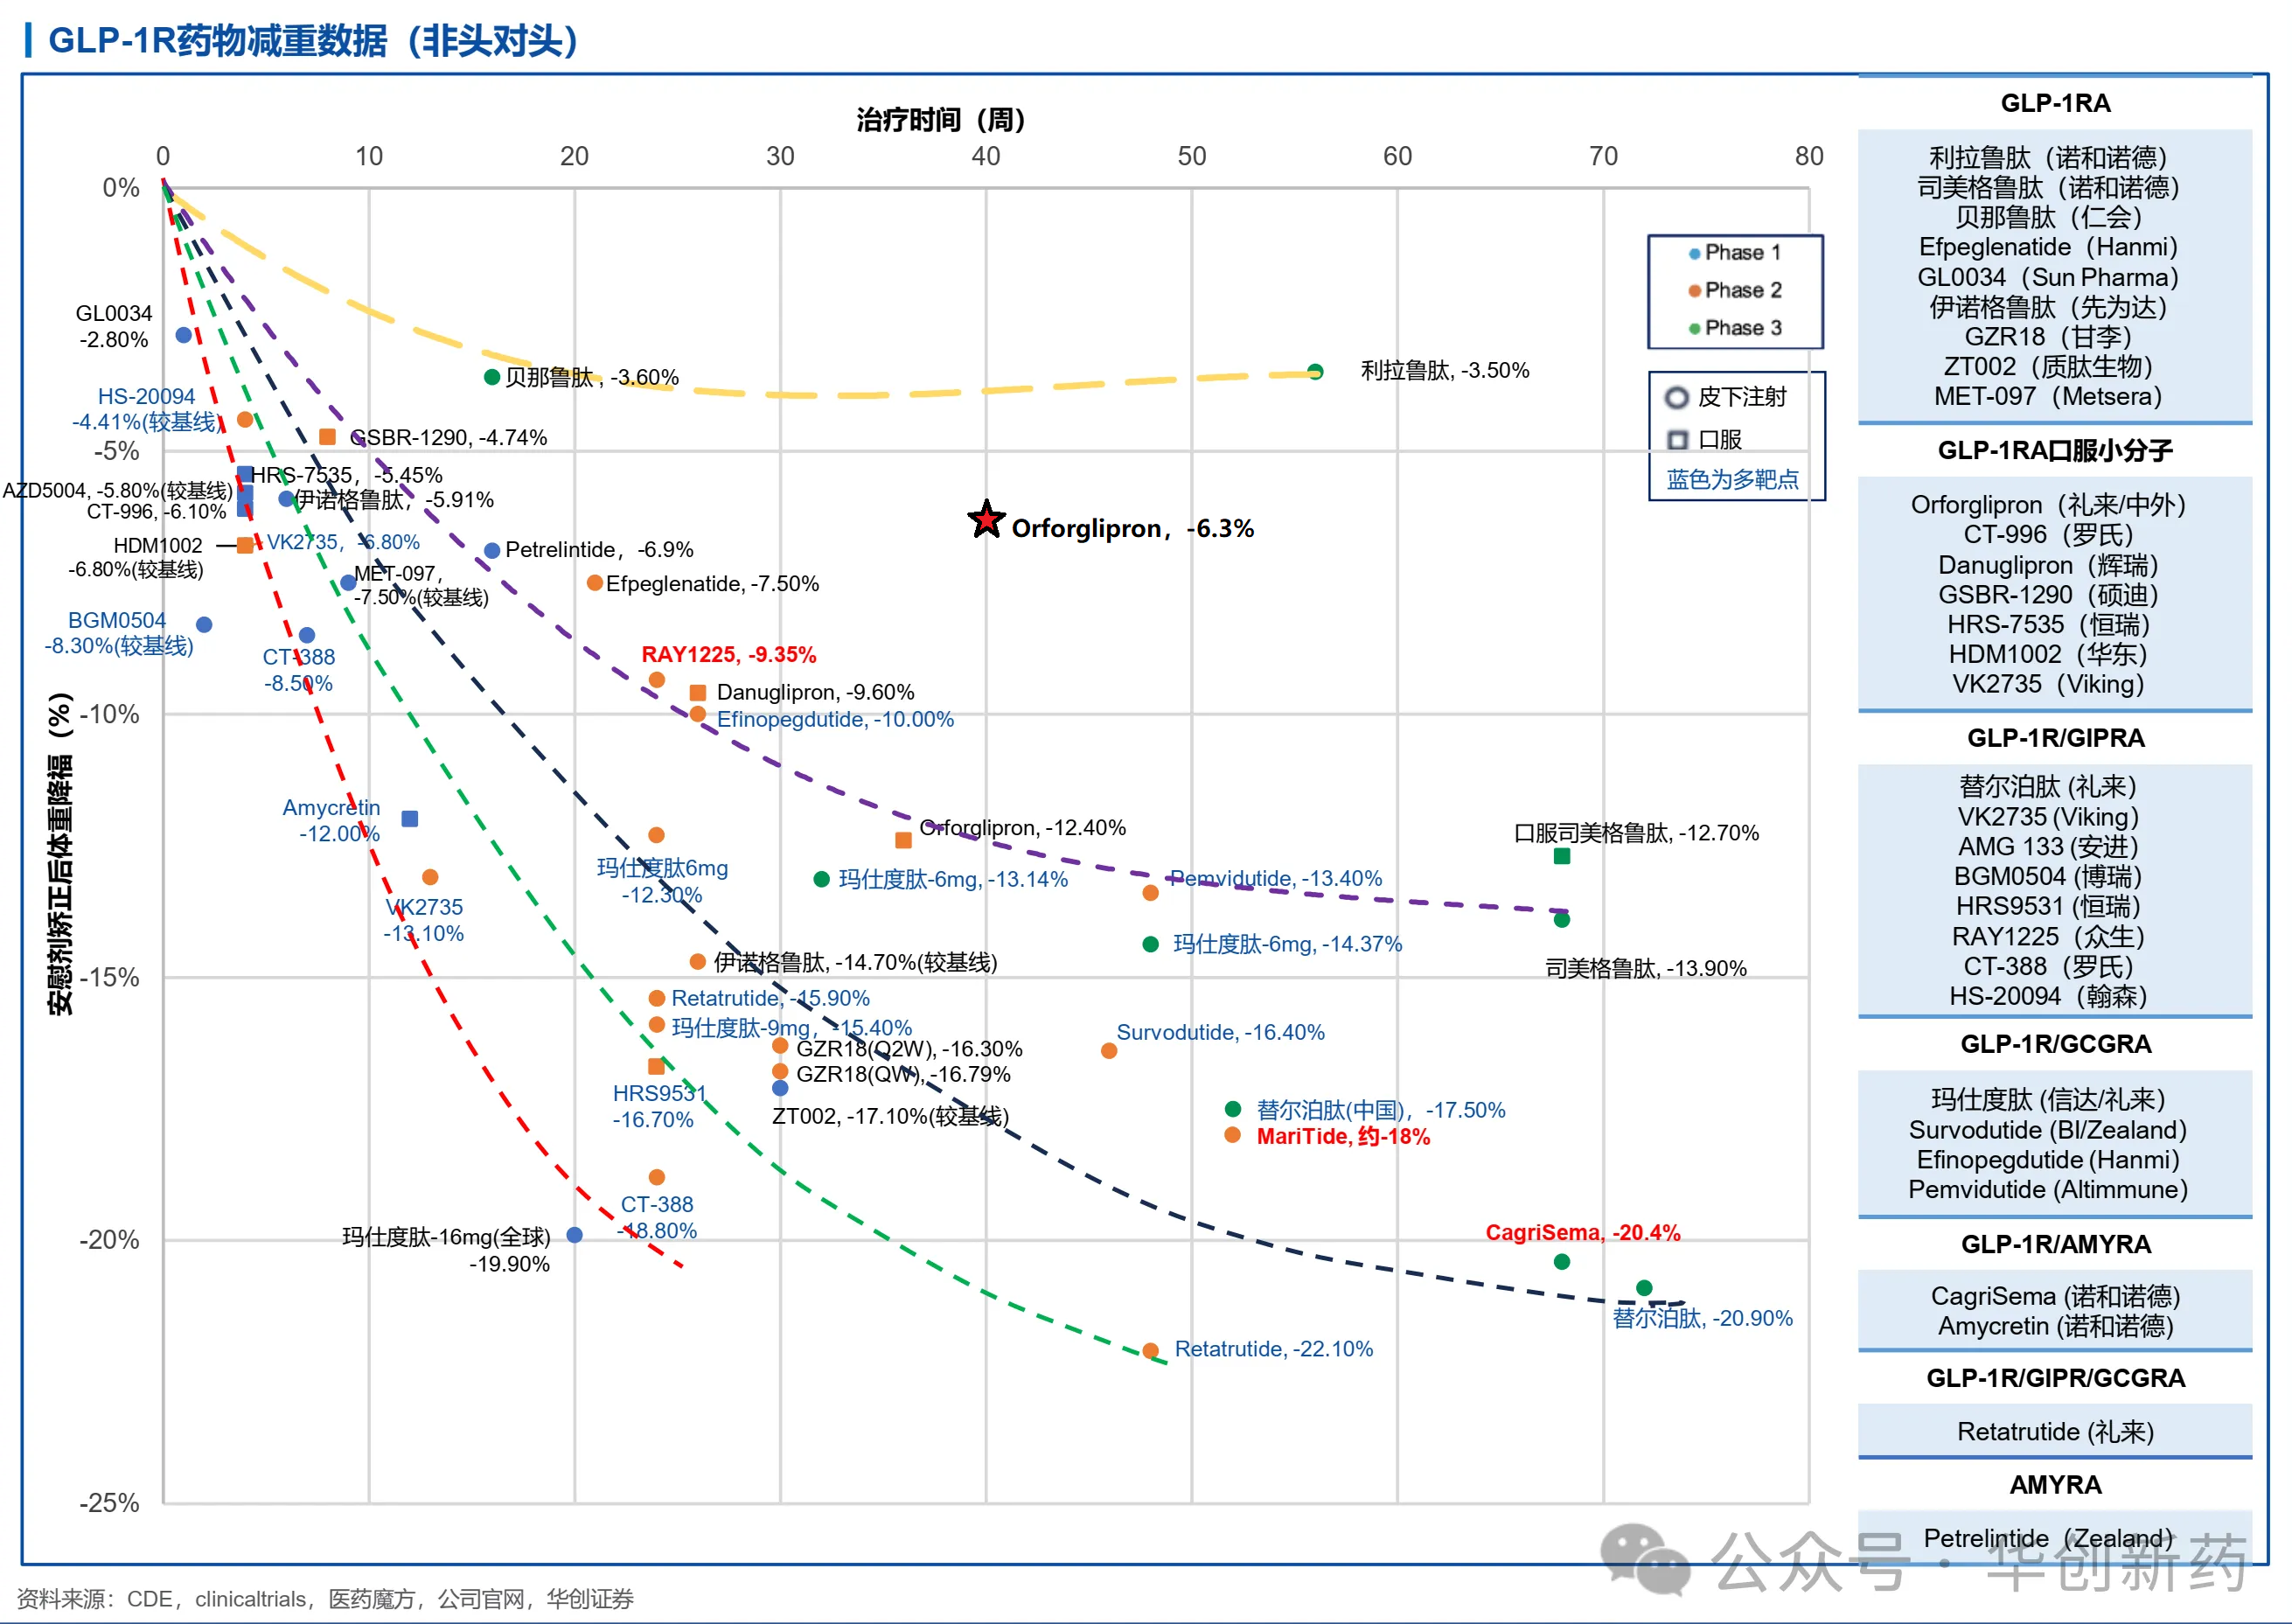 GLP-1R药物减重数据（非头对头）
治疗时间（周）
0 10 20 30 40 50 60 70 80
0%
-5%
-10%
-15%
-20%
-25%
安慰剂矫正后体重降福（%）
GL0034
-2.80%
HS-20094
-4.41%(较基线)
贝那鲁肽 , -3.60%
利拉鲁肽, -3.50%
GSBR-1290, -4.74%
HRS-7535，-5.45%
AZD5004, -5.80%(较基线)
伊诺格鲁肽，-5.91%
CT-996, -6.10%
HDM1002
-6.80%(较基线)
VK2735，-6.80%
Petrelintide，-6.9%
Orforglipron，-6.3%
MET-097，
-7.50%(较基线)
Efpeglenatide, -7.50%
BGM0504
-8.30%(较基线)
CT-388
-8.50%
RAY1225, -9.35%
Danuglipron, -9.60%
Efinopegdutide, -10.00%
Amycretin
-12.00%
玛仕度肽6mg
-12.30%
Orforglipron, -12.40%
口服司美格鲁肽, -12.70%
VK2735
-13.10%
玛仕度肽-6mg, -13.14%
Pemvidutide, -13.40%
玛仕度肽-6mg, -14.37%
司美格鲁肽, -13.90%
伊诺格鲁肽, -14.70%(较基线)
Retatrutide, -15.90%
玛仕度肽-9mg，-15.40%
GZR18(Q2W), -16.30%
GZR18(QW), -16.79%
Survodutide, -16.40%
HRS9531
-16.70%
ZT002, -17.10%(较基线)
替尔泊肽(中国)，-17.50%
MariTide, 约-18%
CT-388
-18.80%
玛仕度肽-16mg(全球)
-19.90%
CagriSema, -20.4%
替尔泊肽, -20.90%
Retatrutide, -22.10%
Phase 1
Phase 2
Phase 3
皮下注射
口服
蓝色为多靶点
GLP-1RA
利拉鲁肽（诺和诺德）
司美格鲁肽（诺和诺德）
贝那鲁肽（仁会）
Efpeglenatide（Hanmi）
GL0034（Sun Pharma）
伊诺格鲁肽（先为达）
GZR18（甘李）
ZT002（质肽生物）
MET-097（Metsera）
GLP-1RA口服小分子
Orforglipron（礼来/中外）
CT-996（罗氏）
Danuglipron（辉瑞）
GSBR-1290（硕迪）
HRS-7535（恒瑞）
HDM1002（华东）
VK2735（Viking）
GLP-1R/GIPRA
替尔泊肽 (礼来）
VK2735 (Viking）
AMG 133 (安进）
BGM0504 (博瑞）
HRS9531 (恒瑞）
RAY1225（众生）
CT-388（罗氏）
HS-20094（翰森）
GLP-1R/GCGRA
玛仕度肽 (信达/礼来）
Survodutide (BI/Zealand）
Efinopegdutide (Hanmi）
Pemvidutide (Altimmune）
GLP-1R/AMYRA
CagriSema (诺和诺德)
Amycretin (诺和诺德)
GLP-1R/GIPR/GCGRA
Retatrutide (礼来）
AMYRA
Petrelintide（Zealand）
公众号 · 华创新药
资料来源：CDE，clinicaltrials，医药魔方，公司官网，华创证券